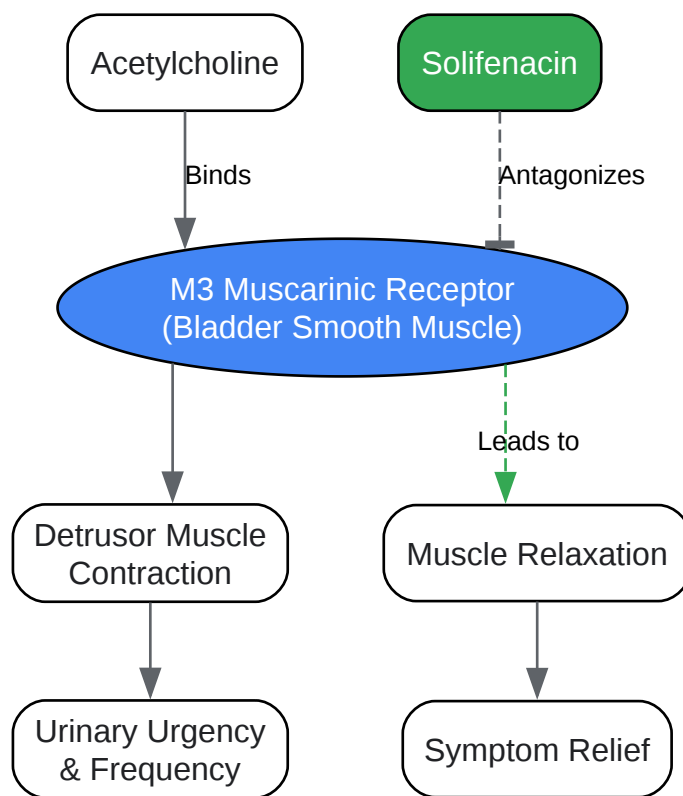 Acetylcholine
Solifenacin
Binds
Antagonizes
M3 Muscarinic Receptor
(Bladder Smooth Muscle)
Leads to
Detrusor Muscle
Contraction
Muscle Relaxation
Urinary Urgency
& Frequency
Symptom Relief